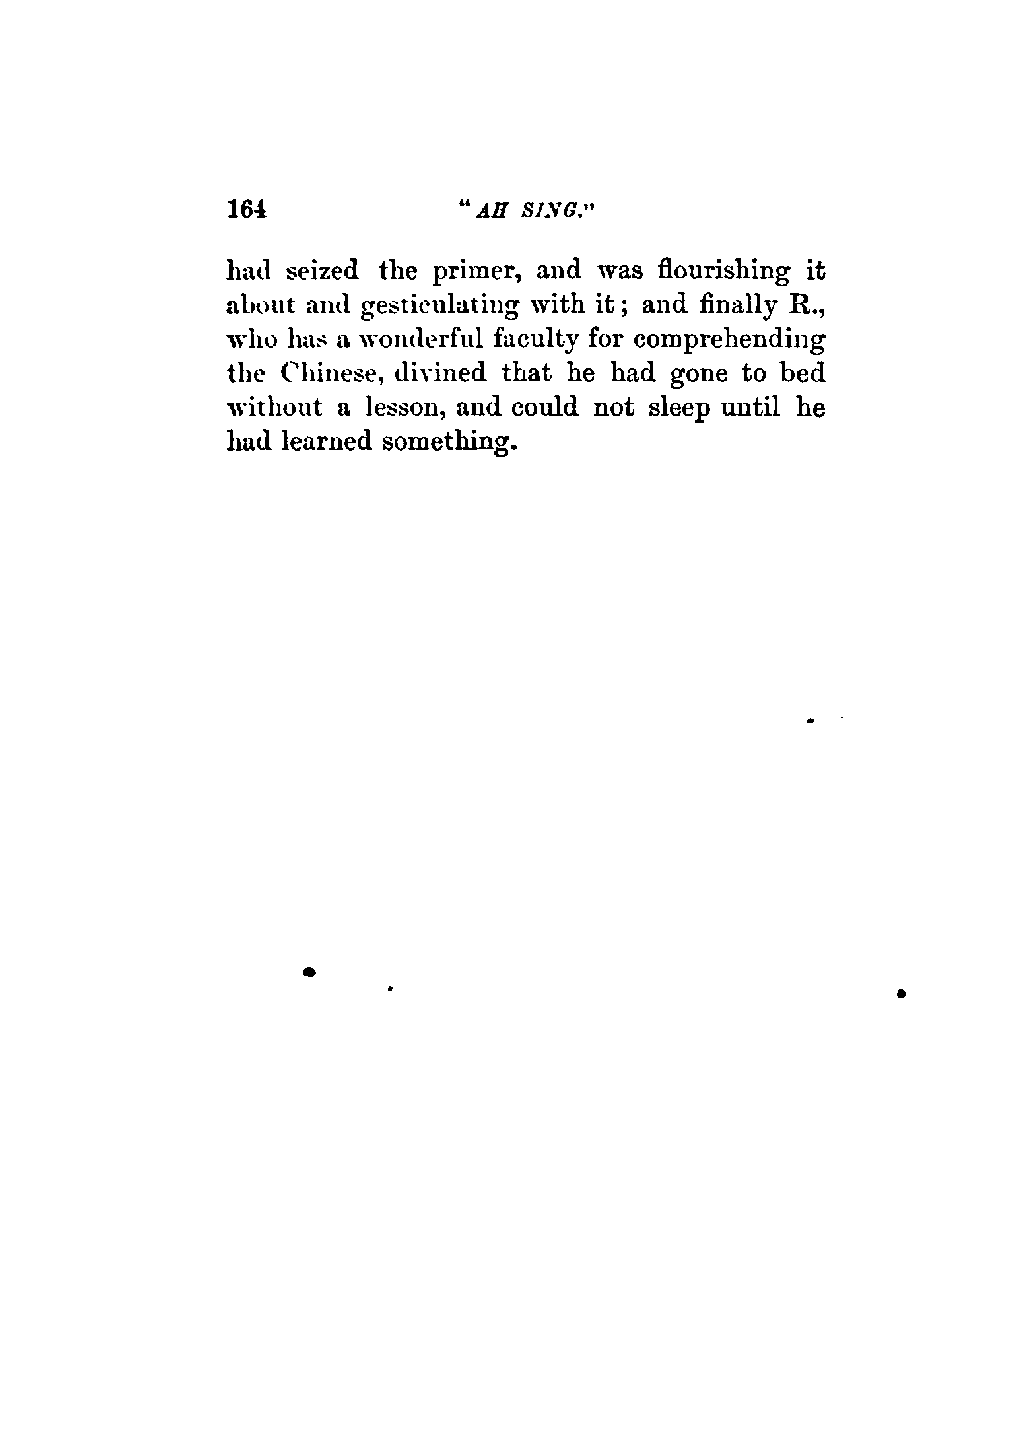 164 "AH SING."
had seized the primer, and was flourishing it
about and gesticulating with it; and finally R.,
who has a wonderful faculty for comprehending
the Chinese, divined that he had gone to bed
without a lesson, and could not sleep until he
had learned something.